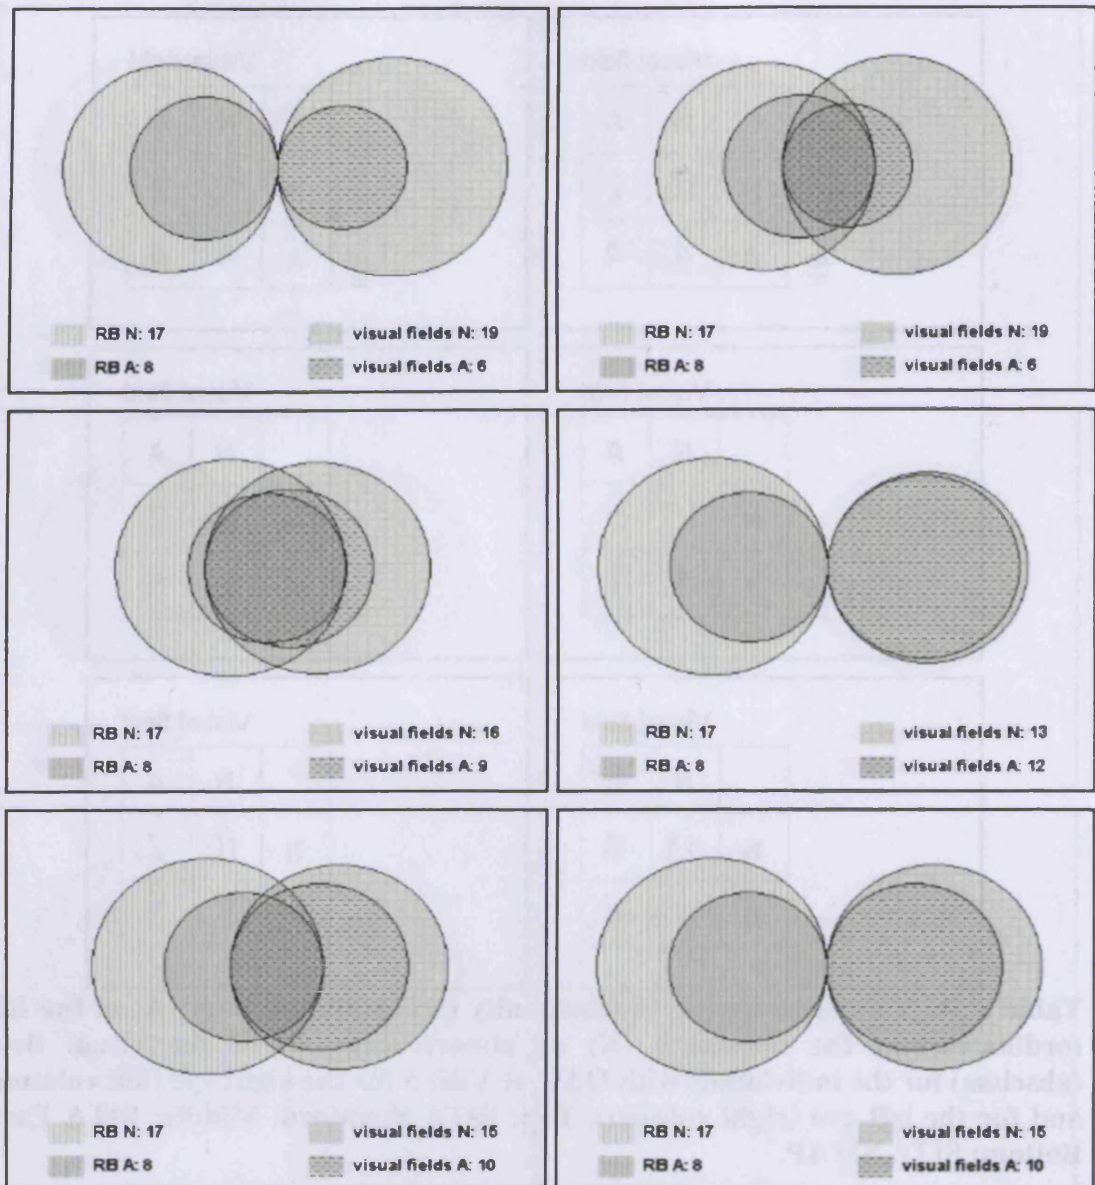 RB N: 17 visual fields N: 19
RB A: 8 visual fields A: 6
RB N: 17 visual fields N: 19
RB A: 8 visual fields A: 6
RB N: 17 visual fields N: 16
RB A: 8 visual fields A: 9
RB N: 17 visual fields N: 13
RB A: 8 visual fields A: 12
RB N: 17 visual fields N: 15
RB A: 8 visual fields A: 10
RB N: 17 visual fields N: 15
RB A: 8 visual fields A: 10